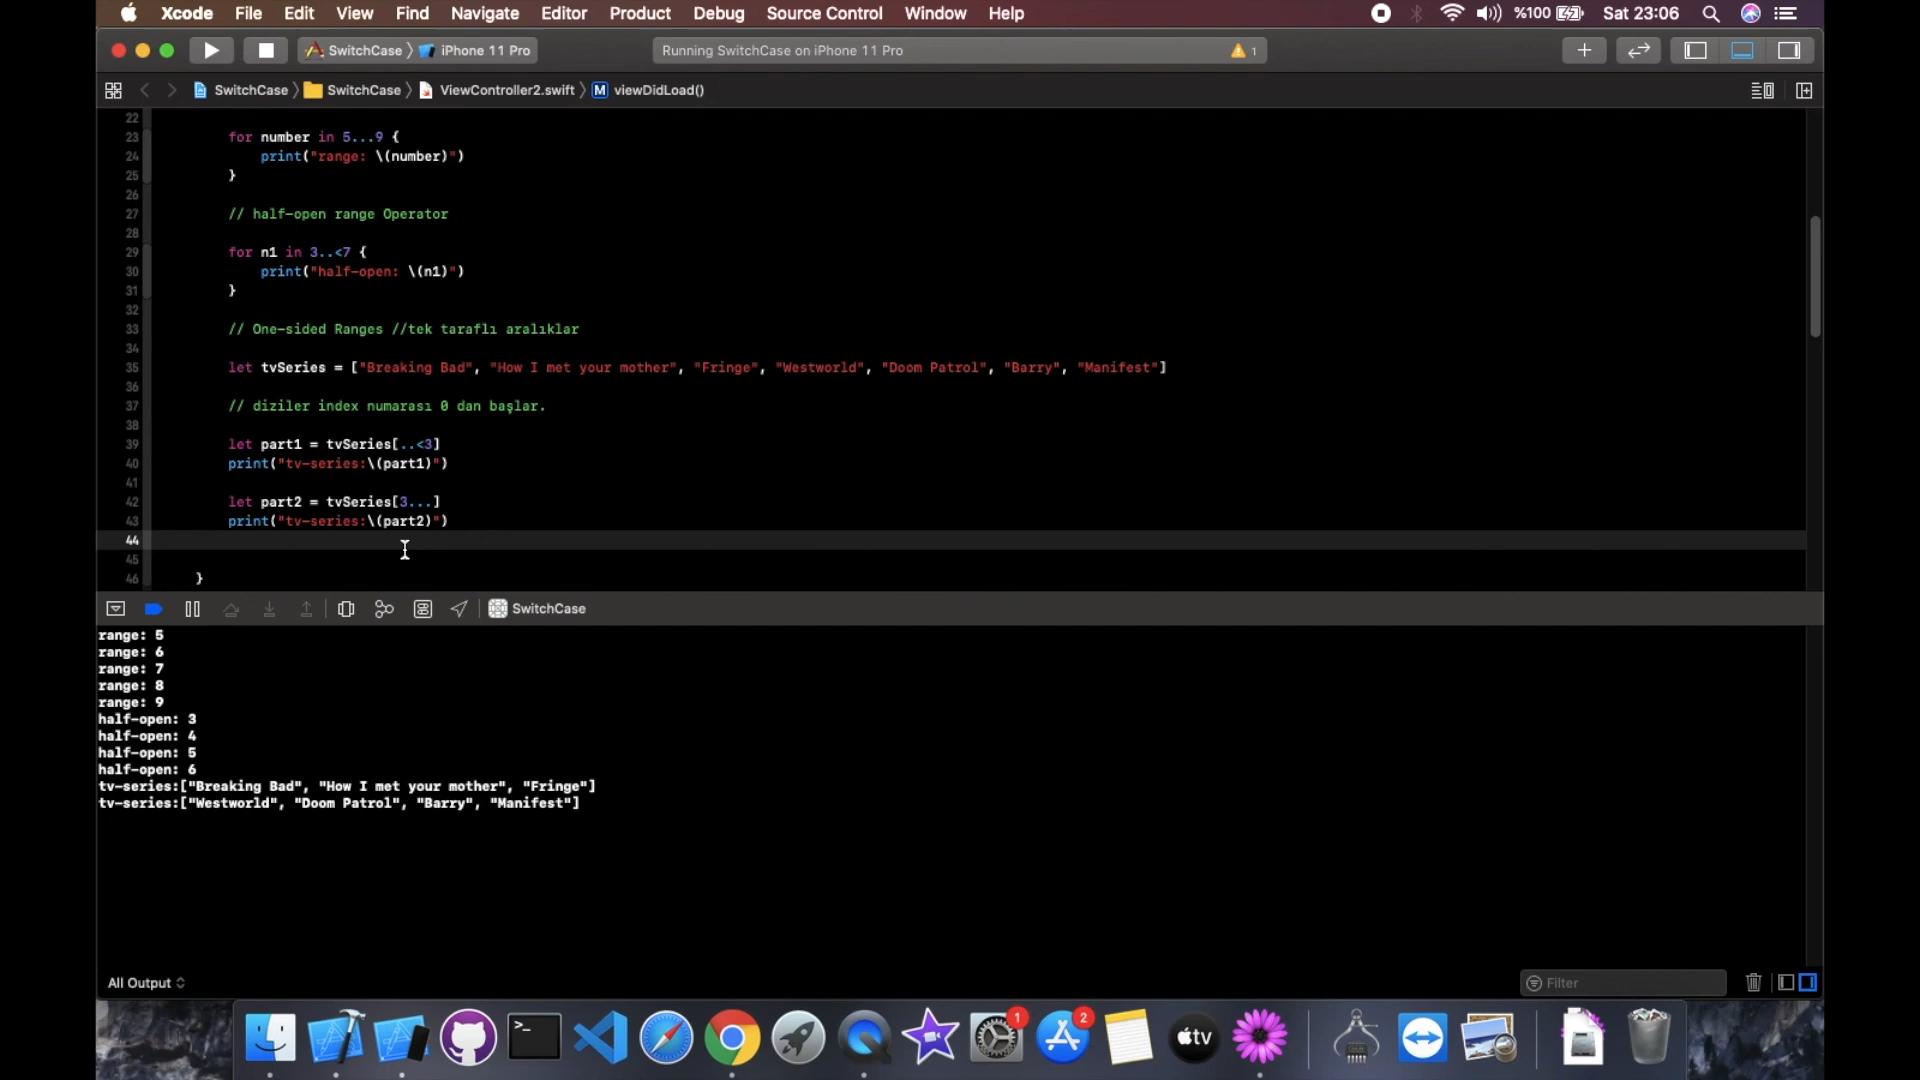 Xcode File Edit View Find Navigate Editor Product Debug Source Control Window Help %100 Sat 23:06
SwitchCase iPhone 11 Pro Running SwitchCase on iPhone 11 Pro 1
SwitchCase SwitchCase ViewController2.swift M viewDidLoad()
22
23 for number in 5...9 {
24 print("range: \(number)")
25 }
26
27 // half-open range Operator
28
29 for n1 in 3..<7 {
30 print("half-open: \(n1)")
31 }
32
33 // One-sided Ranges //tek taraflı aralıklar
34
35 let tvSeries = ["Breaking Bad", "How I met your mother", "Fringe", "Westworld", "Doom Patrol", "Barry", "Manifest"]
36
37 // diziler index numarası 0 dan başlar.
38
39 let part1 = tvSeries[..<3]
40 print("tv-series:\(part1)")
41
42 let part2 = tvSeries[3...]
43 print("tv-series:\(part2)")
44
45
46 }
SwitchCase
range: 5
range: 6
range: 7
range: 8
range: 9
half-open: 3
half-open: 4
half-open: 5
half-open: 6
tv-series:["Breaking Bad", "How I met your mother", "Fringe"]
tv-series:["Westworld", "Doom Patrol", "Barry", "Manifest"]
All Output Filter
>_ 1 2 tv